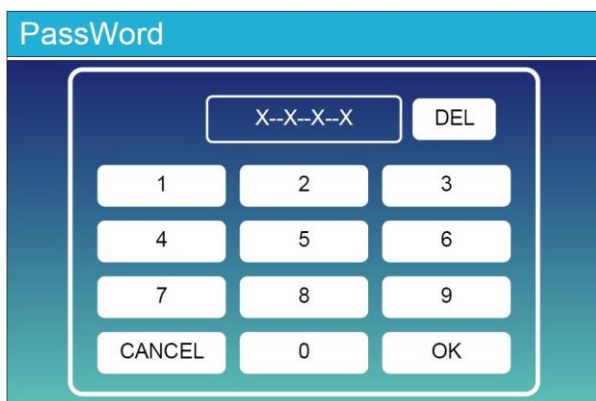 PassWord
X--X--X--X DEL
1 2 3
4 5 6
7 8 9
CANCEL 0 OK